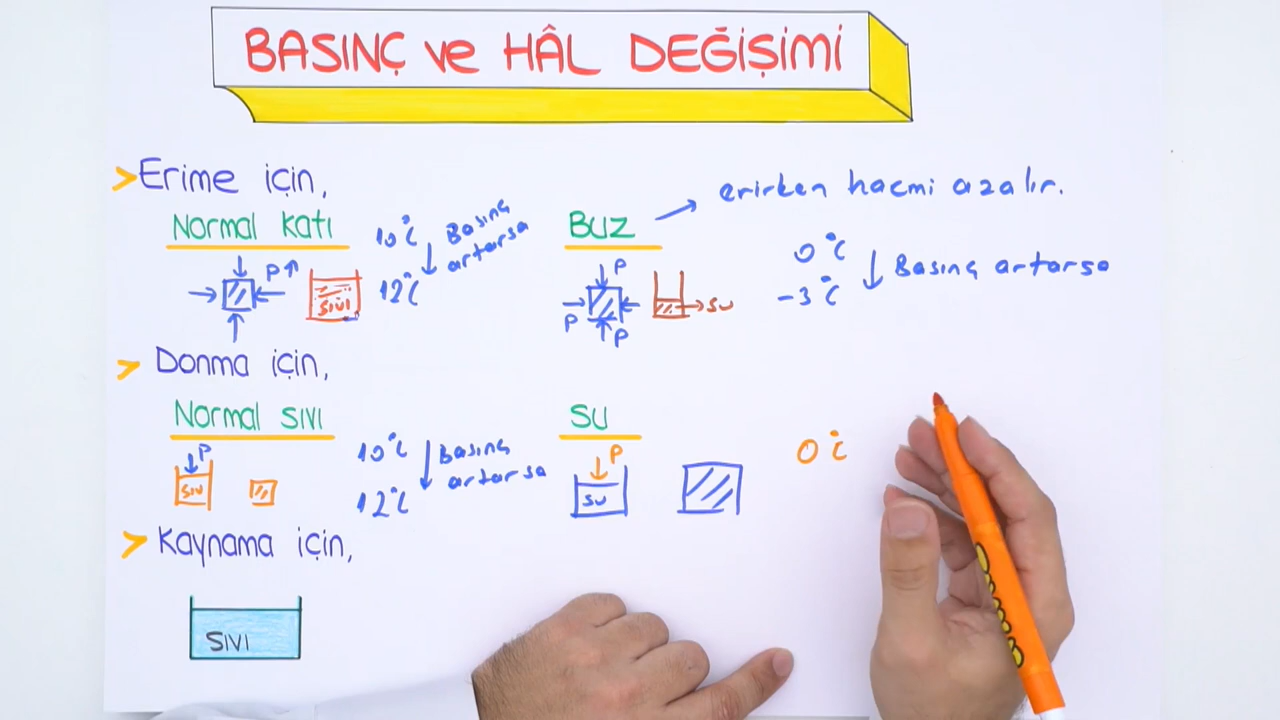 BASINÇ ve HÂL DEĞİŞİMİ
> Erime için,
Normal Katı
10°C
12°C
Basınç
artarsa
P↑
SIVI
BUZ → erirken hacmi azalır.
P
P
P
su
0°C
-3°C
Basınç artarsa
> Donma için,
Normal sıvı
P
SIVI
10°C
12°C
Basınç
artarsa
SU
P
SU
0°C
> Kaynama için,
SIVI